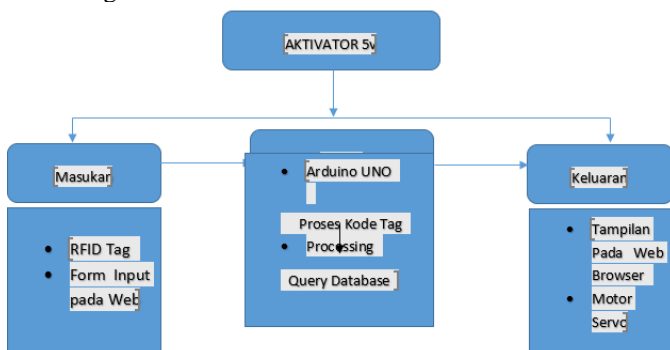 AKTIVATOR 5v
Masukan
• RFID Tag
• Form Input
pada Web
• Arduino UNO
Proses Kode Tag
• Processing
Query Database
Keluaran
• Tampilan
Pada Web
Browser
• Motor
Servo